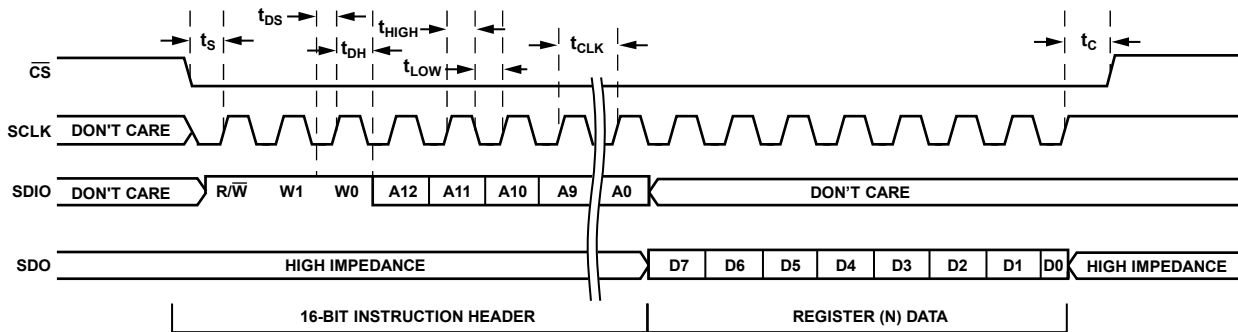 tDS
tHIGH
tS
tDH
tCLK
tC
tLOW
CS
SCLK
DON'T CARE
SDIO
DON'T CARE
R/W
W1
W0
A12
A11
A10
A9
A0
DON'T CARE
SDO
HIGH IMPEDANCE
D7
D6
D5
D4
D3
D2
D1
D0
HIGH IMPEDANCE
16-BIT INSTRUCTION HEADER
REGISTER (N) DATA